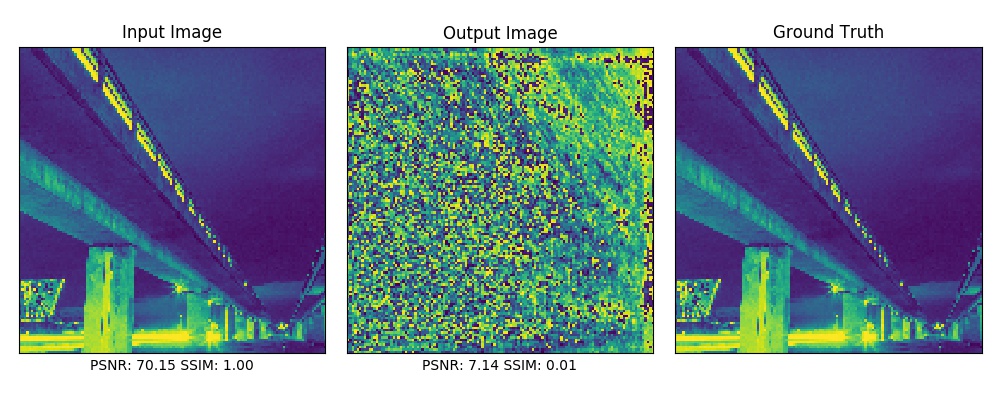 Input Image
Output Image
Ground Truth
PSNR: 70.15 SSIM: 1.00
PSNR: 7.14 SSIM: 0.01